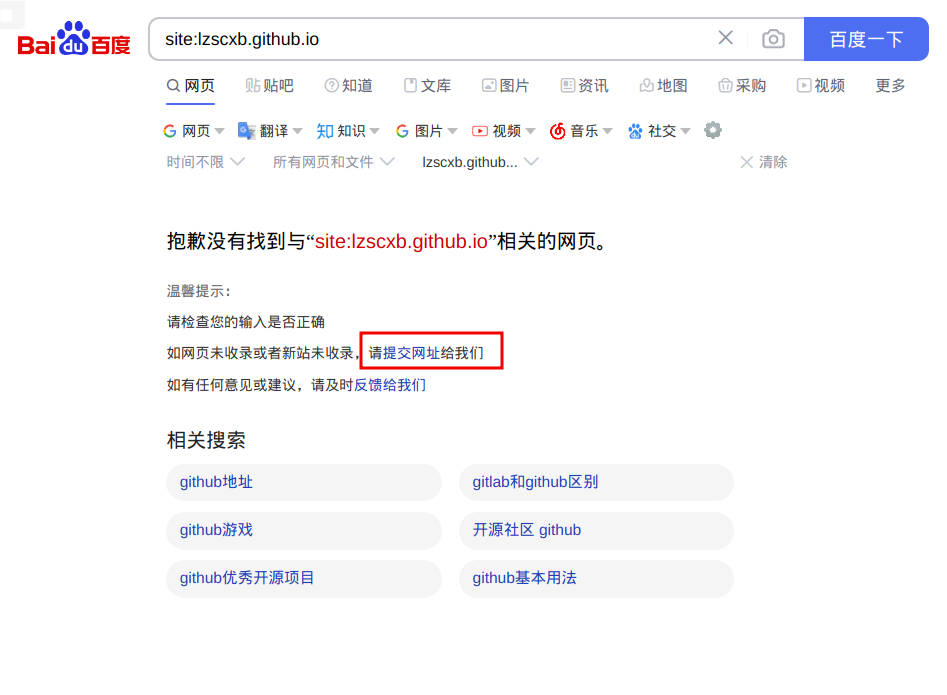 Bai du 百度
site:lzscxb.github.io
百度一下
网页 贴吧 知道 文库 图片 资讯 地图 采购 视频 更多
网页 翻译 知识 图片 视频 音乐 社交
时间不限 所有网页和文件 lzscxb.github... 清除
抱歉没有找到与“site:lzscxb.github.io”相关的网页。
温馨提示：
请检查您的输入是否正确
如网页未收录或者新站未收录，请提交网址给我们
如有任何意见或建议，请及时反馈给我们
相关搜索
github地址 gitlab和github区别
github游戏 开源社区 github
github优秀开源项目 github基本用法